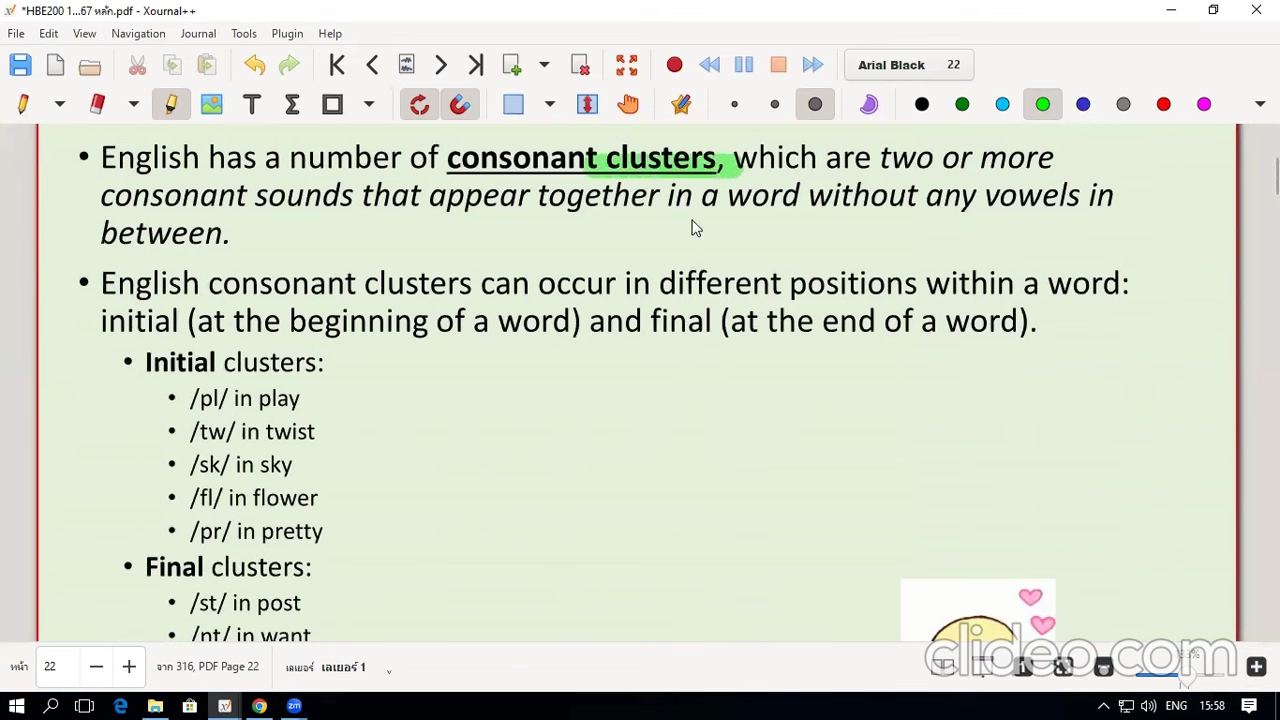 *HBE200 1...67 หลัก.pdf - Xournal++
File Edit View Navigation Journal Tools Plugin Help
Arial Black 22
• English has a number of consonant clusters, which are two or more
consonant sounds that appear together in a word without any vowels in
between.
• English consonant clusters can occur in different positions within a word:
initial (at the beginning of a word) and final (at the end of a word).
• Initial clusters:
• /pl/ in play
• /tw/ in twist
• /sk/ in sky
• /fl/ in flower
• /pr/ in pretty
• Final clusters:
• /st/ in post
• /nt/ in want
clideo.com
หน้า 22 จาก 316, PDF Page 22 เลเยอร์ เลเยอร์ 1
ENG 15:58